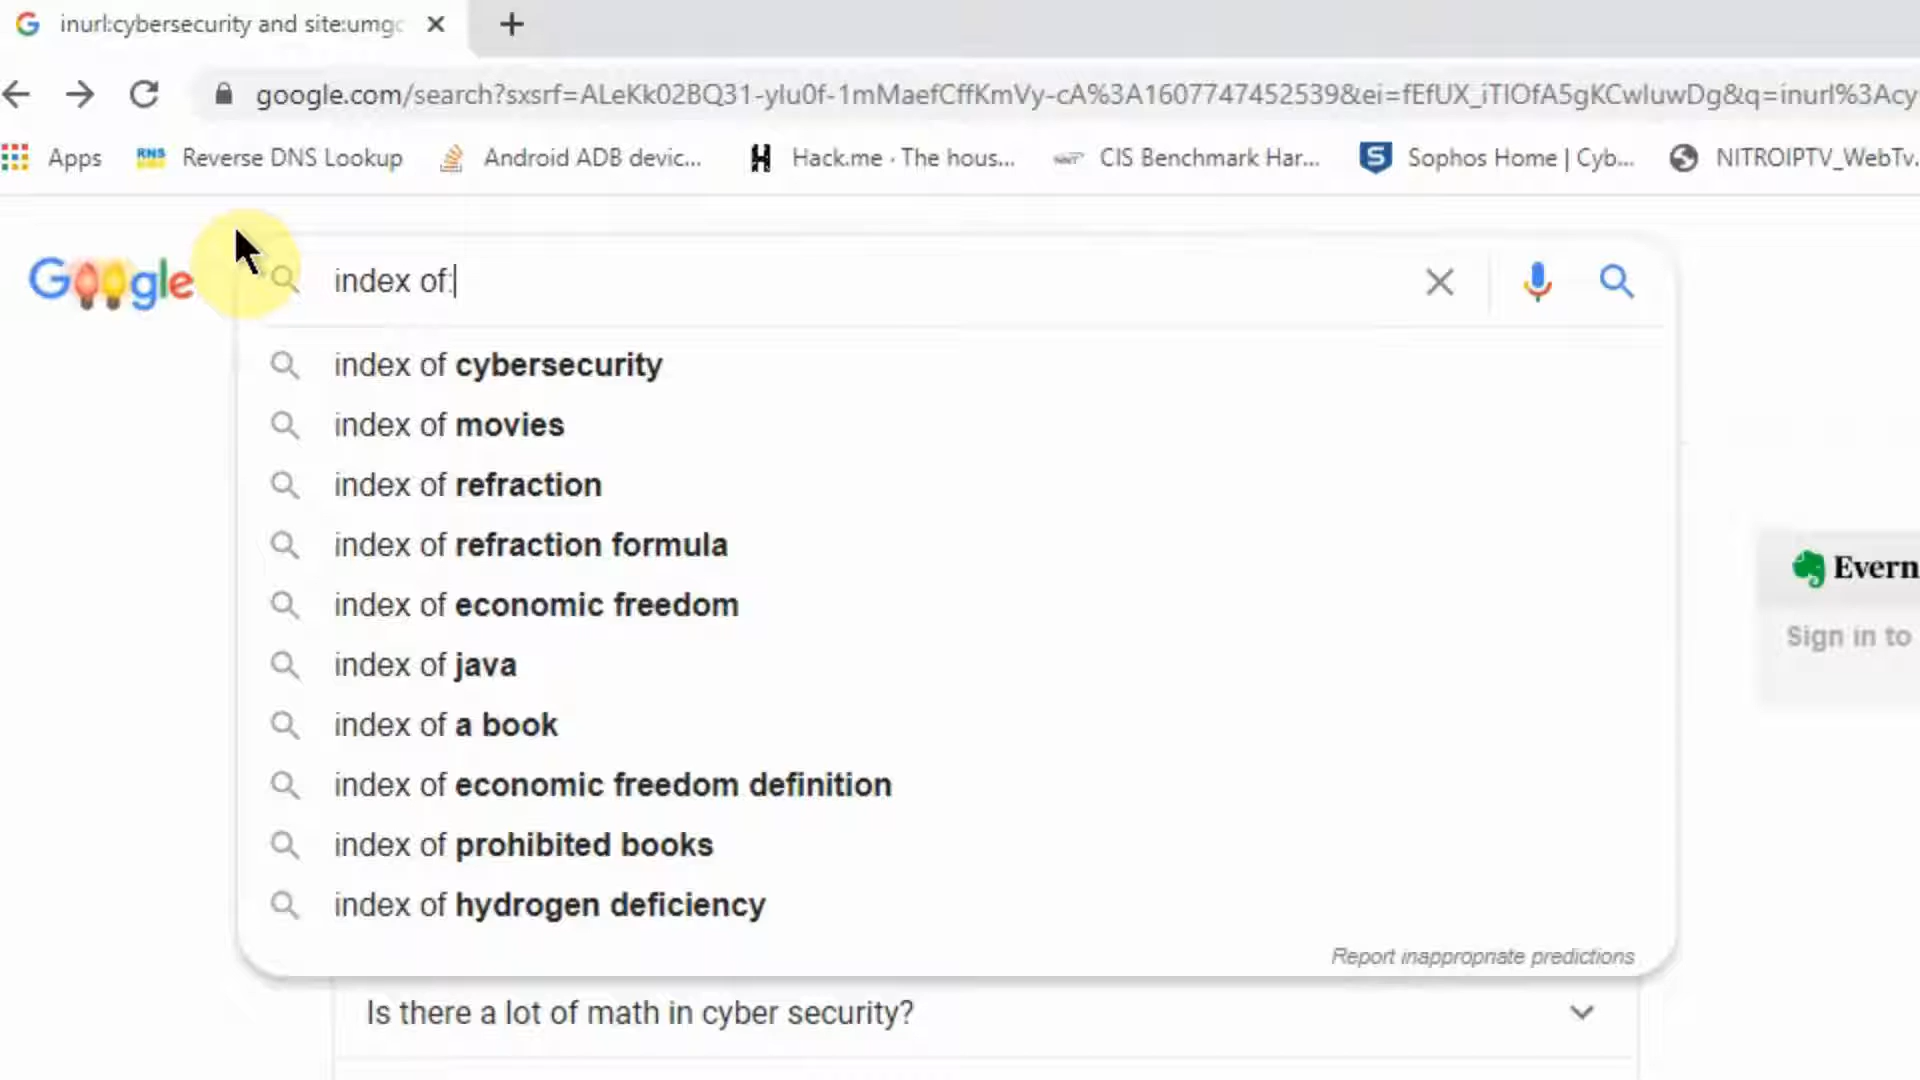 inurl:cybersecurity and site:umgc
google.com/search?sxsrf=ALeKk02BQ31-ylu0f-1mMaefCffKmVy-cA%3A1607747452539&ei=fEfUX_iTIOfA5gKCwluwDg&q=inurl%3Acy
Apps RNS Reverse DNS Lookup Android ADB devic... Hack.me · The hous... CIS Benchmark Har... Sophos Home | Cyb... NITROIPTV_WebTv.
Google index of:
index of cybersecurity
index of movies
index of refraction
index of refraction formula
index of economic freedom
Evern
index of java
Sign in to
index of a book
index of economic freedom definition
index of prohibited books
index of hydrogen deficiency
Report inappropriate predictions
Is there a lot of math in cyber security?